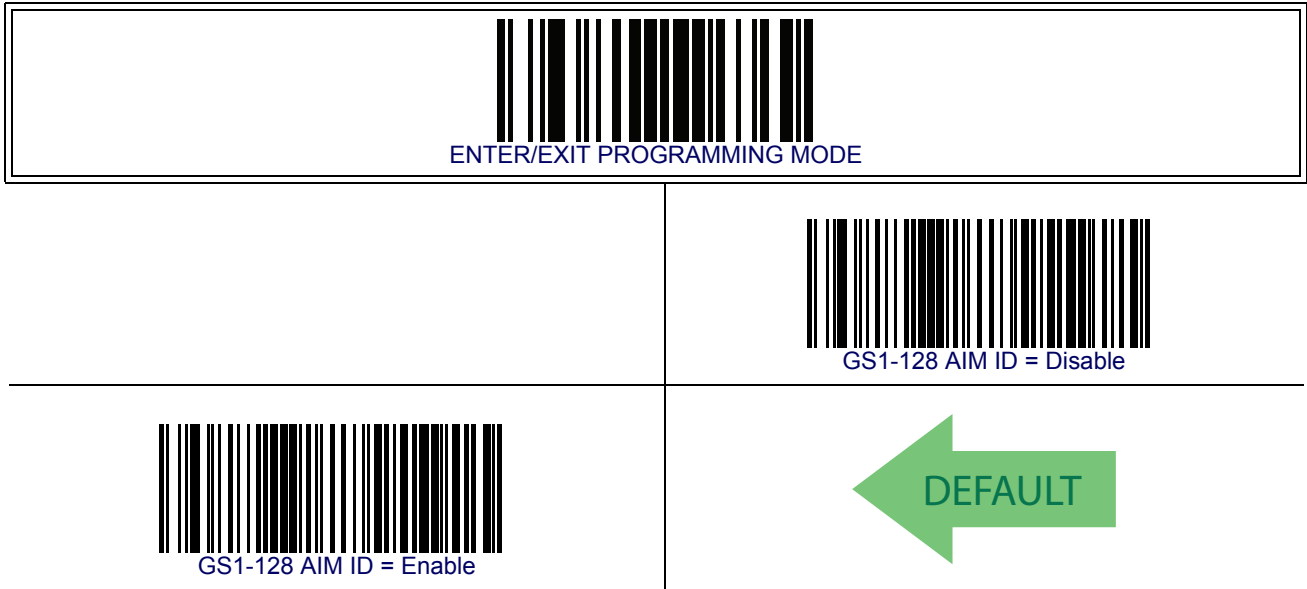 ENTER/EXIT PROGRAMMING MODE
GS1-128 AIM ID = Disable
GS1-128 AIM ID = Enable
DEFAULT